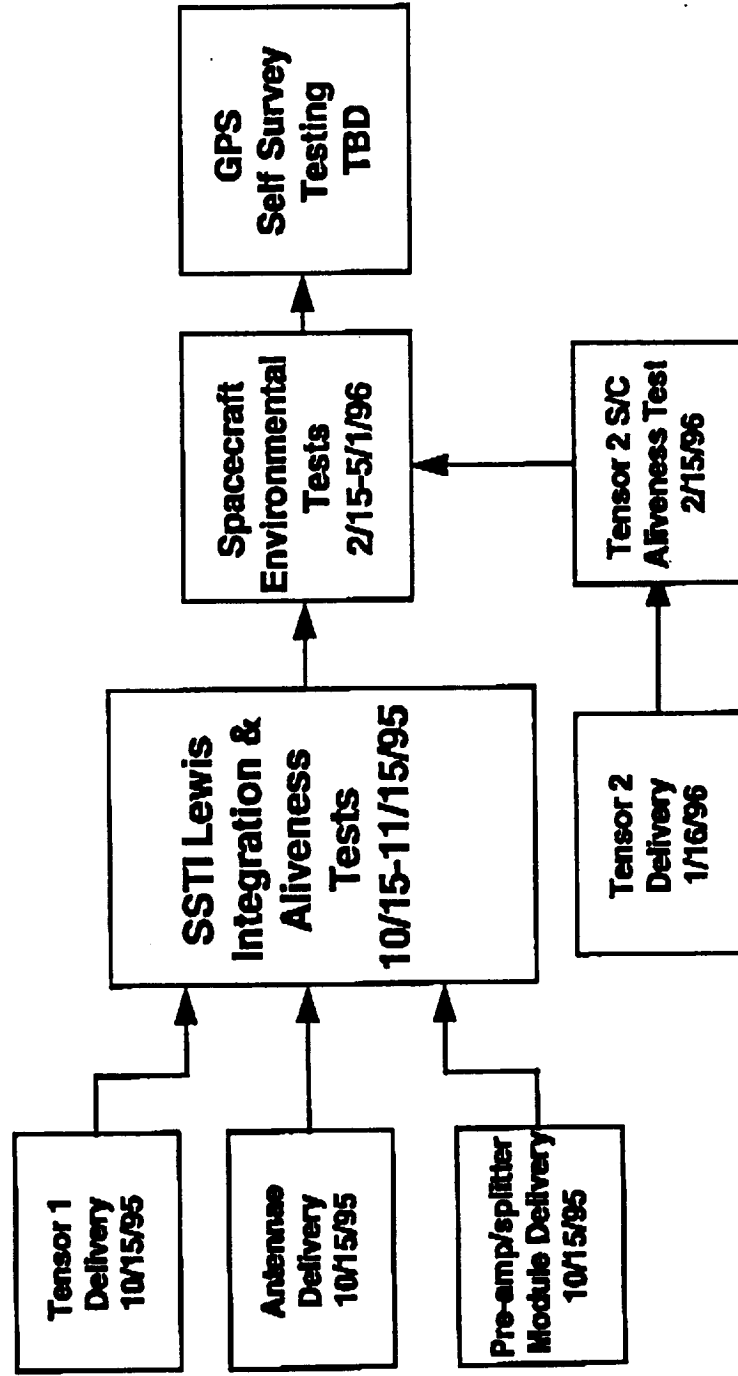 Tensor 1
Delivery
10/15/95
Antennae
Delivery
10/15/95
Pre-amp/splitter
Module Delivery
10/15/95
SSTI Lewis
Integration &
Aliveness
Tests
10/15-11/15/95
Tensor 2
Delivery
1/16/96
Spacecraft
Environmental
Tests
2/15-5/1/96
Tensor 2 S/C
Aliveness Test
2/15/96
GPS
Self Survey
Testing
TBD